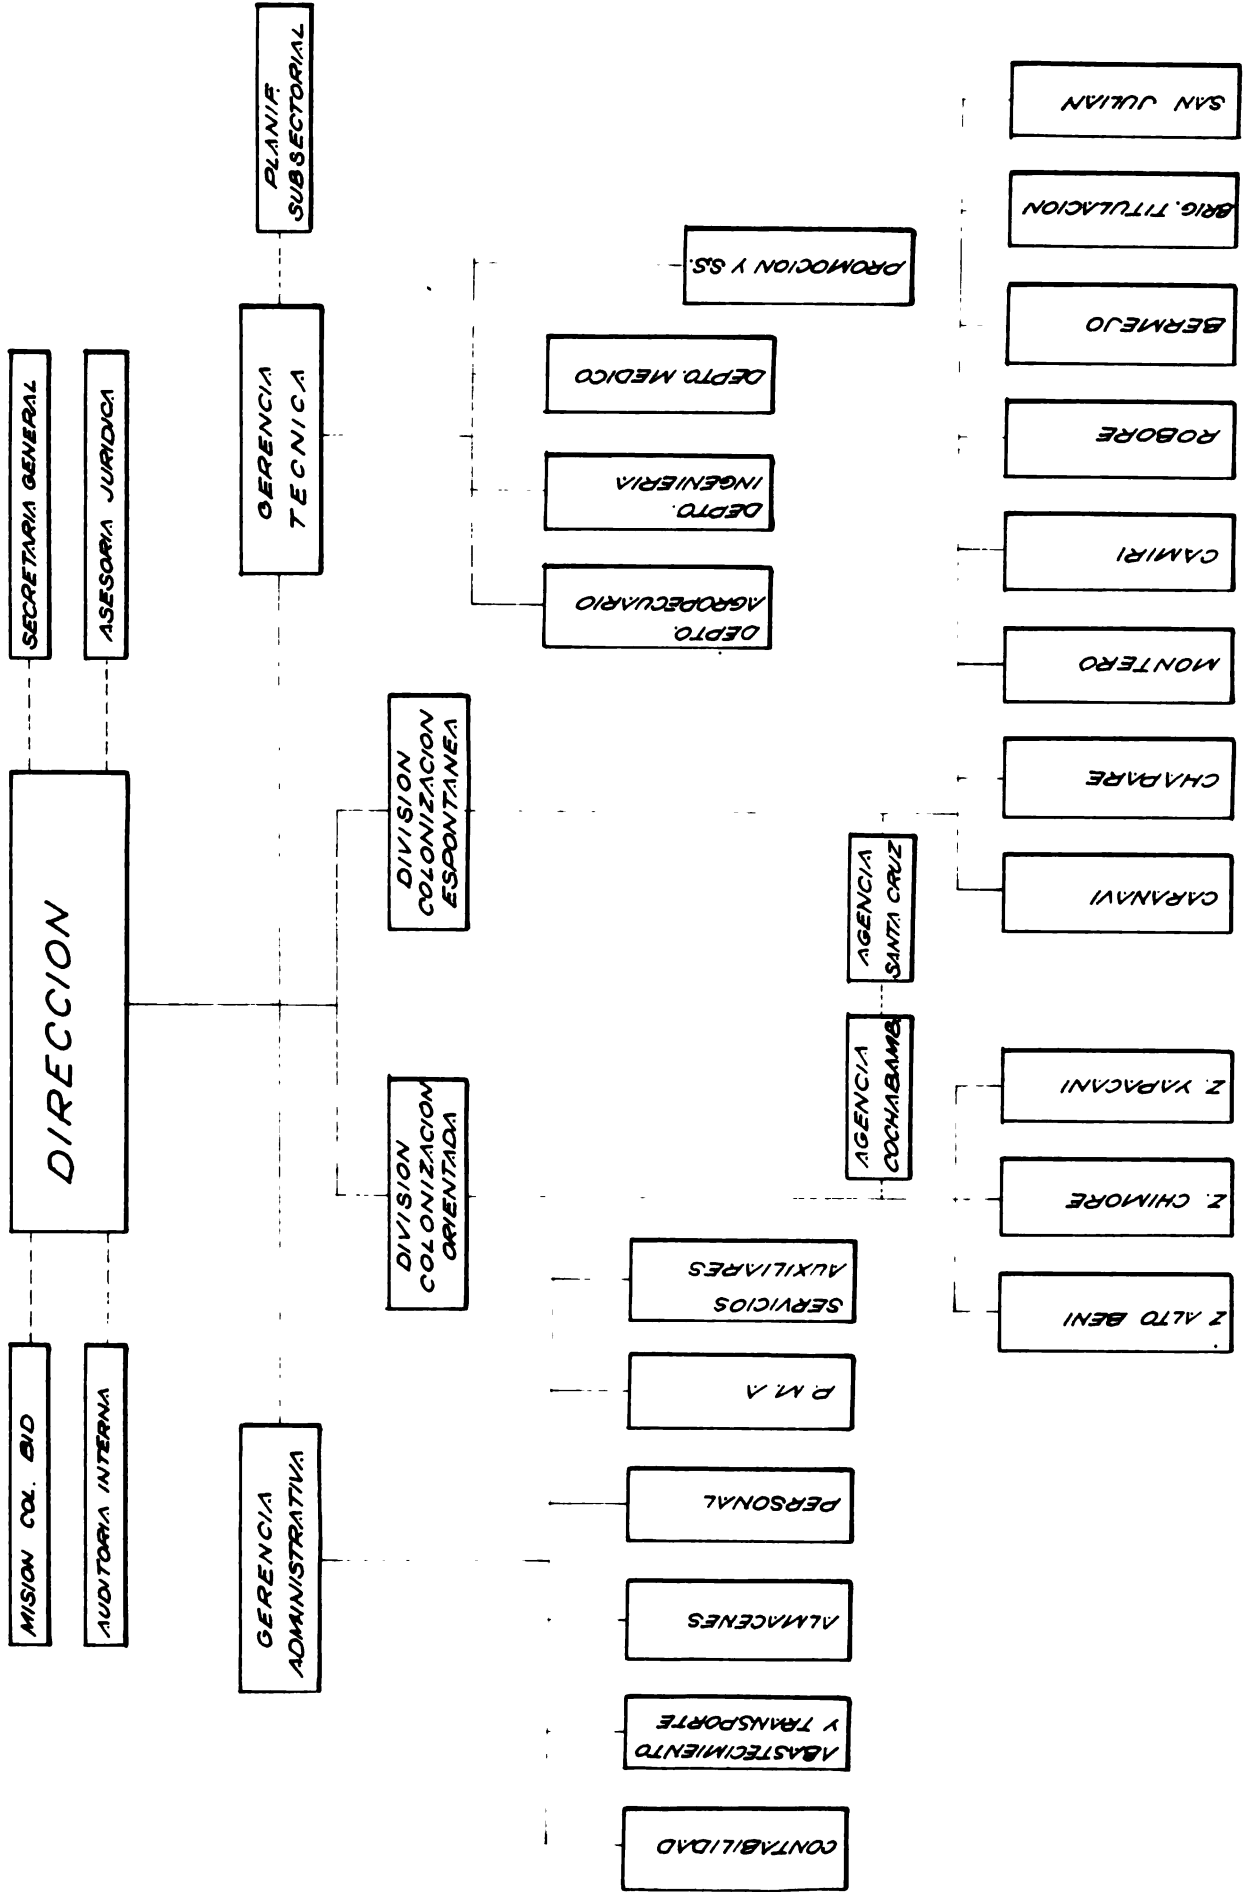 MISION COL. BID
AUDITORIA INTERNA
DIRECCION
SECRETARIA GENERAL
ASESORIA JURIDICA
GERENCIA
ADMINISTRATIVA
GERENCIA
TECNICA
PLANIF.
SUBSECTORIAL
DIVISION
COLONIZACION
ORIENTADA
DIVISION
COLONIZACION
ESPONTANEA
CONTABILIDAD
ABASTECIMIENTO
Y TRANSPORTE
ALMACENES
PERSONAL
P.M.A
SERVICIOS
AUXILIARES
DEPTO.
AGROPECUARIO
DEPTO.
INGENIERIA
DEPTO. MEDICO
PROMOCION Y S.S.
AGENCIA
COCHABAMB.
AGENCIA
SANTA CRUZ
Z ALTO BENI
Z. CHIMORE
Z. YAPACANI
CARANAVI
CHAPARE
MONTERO
CAMIRI
ROBORE
BERMEJO
BRIG. TITULACION
SAN JULIAN